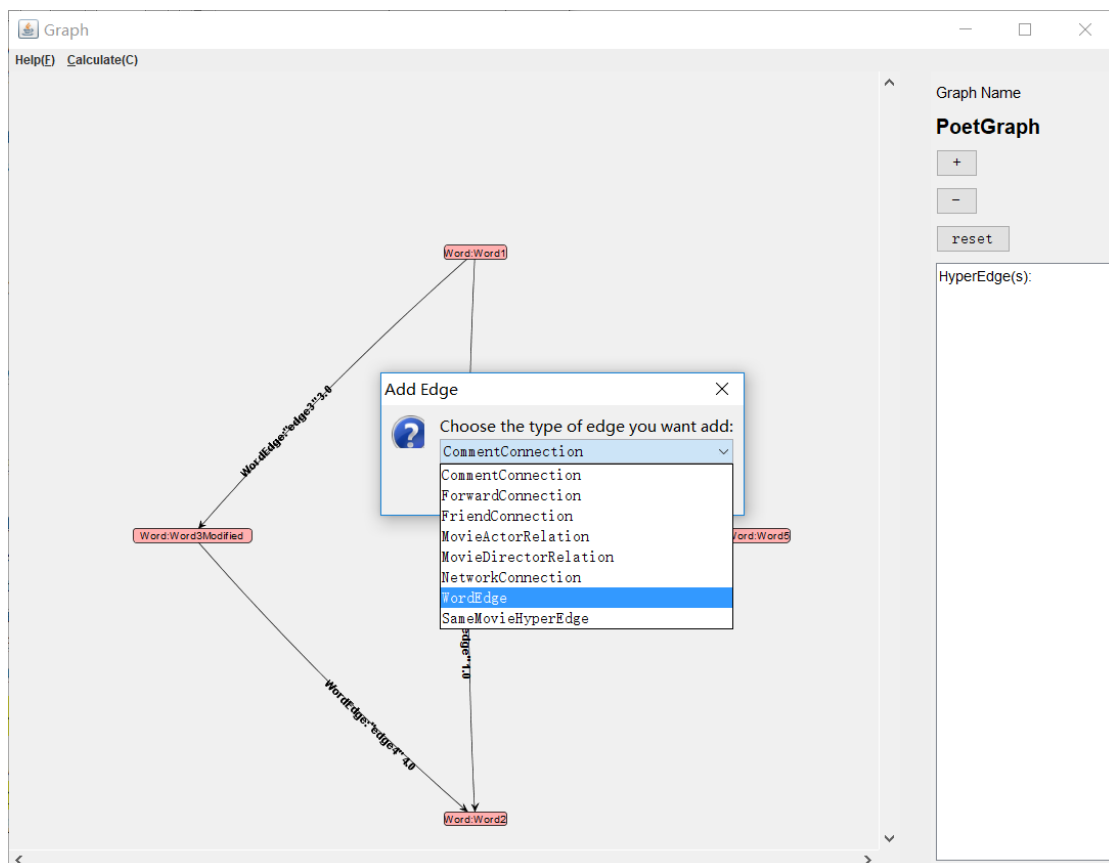 Graph
Help(F) Calculate(C)
Graph Name
PoetGraph
+
-
reset
HyperEdge(s):
Word:Word1
WordEdge:"edge3"3.0
Add Edge
Choose the type of edge you want add:
CommentConnection
CommentConnection
ForwardConnection
FriendConnection
MovieActorRelation
MovieDirectorRelation
NetworkConnection
WordEdge
SameMovieHyperEdge
Word:Word3Modified
Word:Word5
edge"1.0
WordEdge:"edge4"4.0
Word:Word2